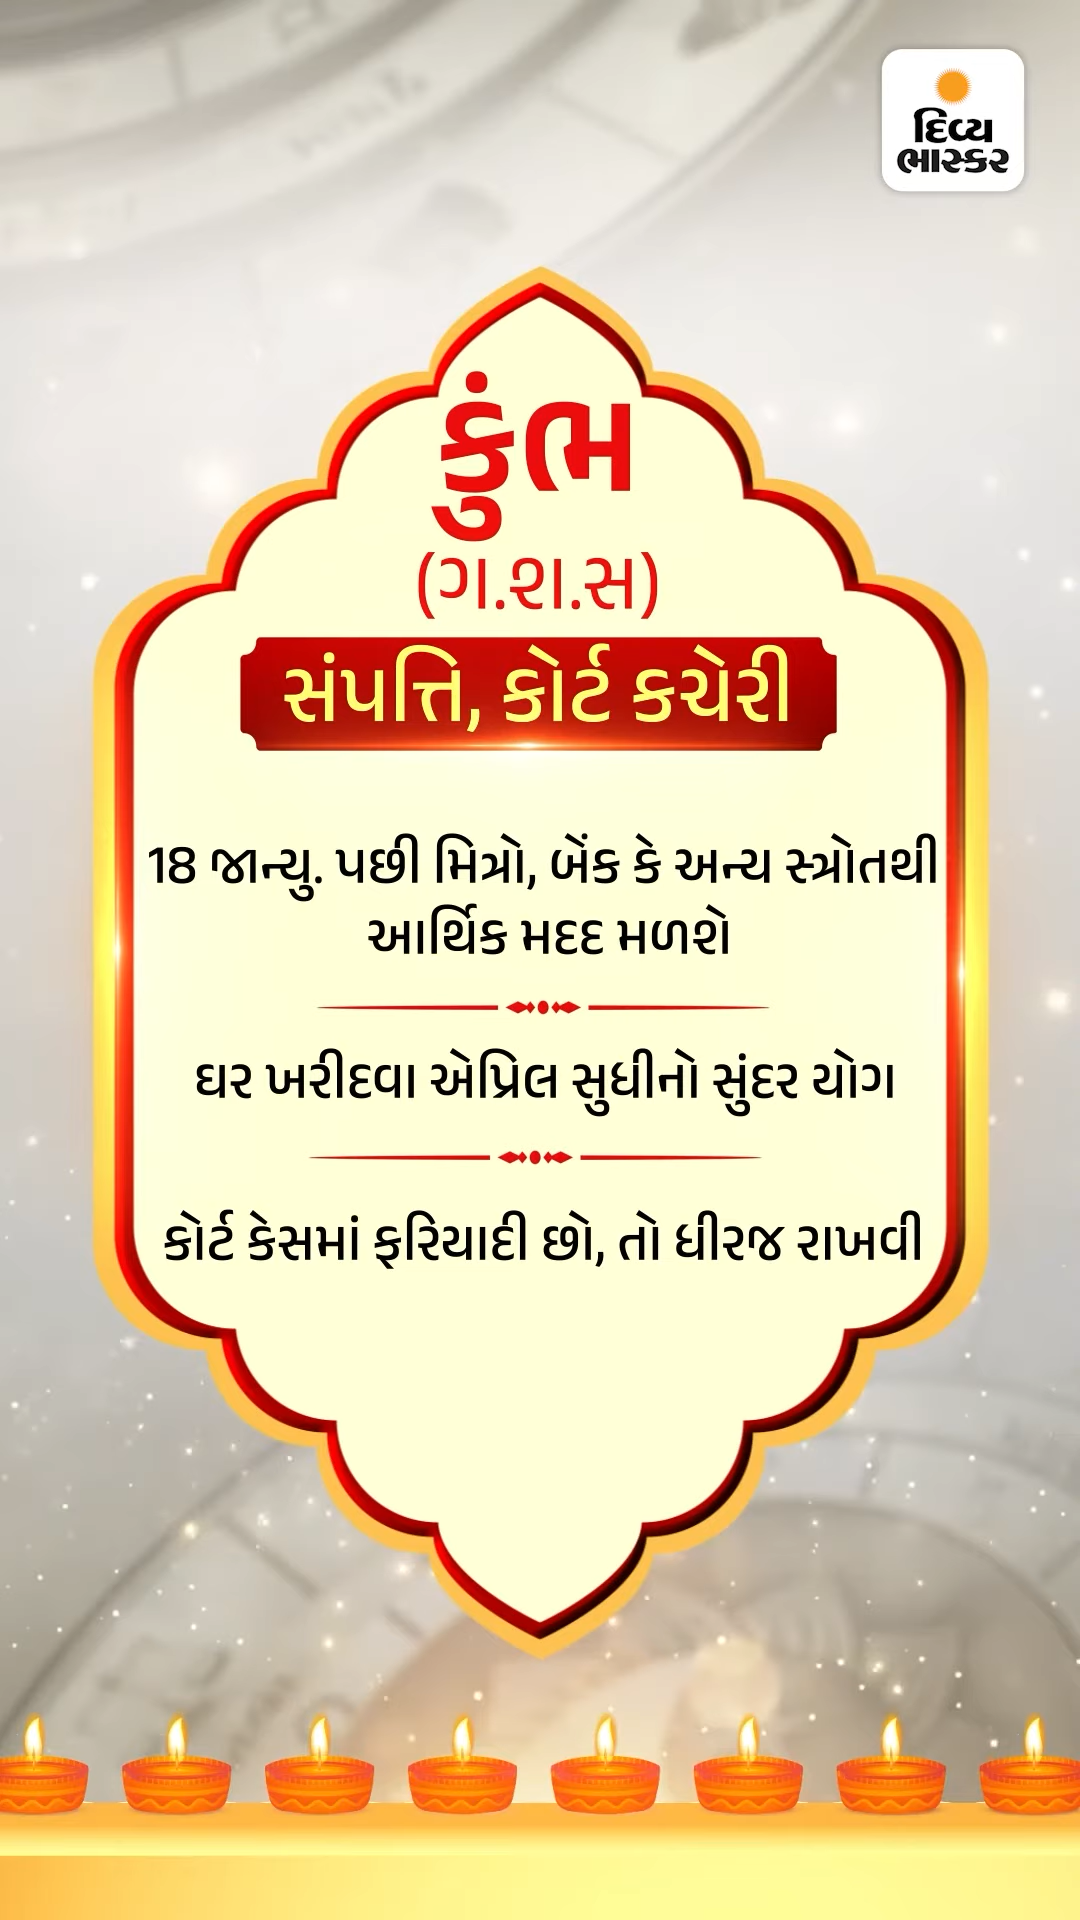 દિવ્ય
ભાસ્કર
કુંભ
(ગ.શ.સ)
સંપત્તિ, કોર્ટ કચેરી
18 જાન્યુ. પછી મિત્રો, બેંક કે અન્ય સ્ત્રોતથી
આર્થિક મદદ મળશે
ઘર ખરીદવા એપ્રિલ સુધીનો સુંદર યોગ
કોર્ટ કેસમાં ફરિયાદી છો, તો ધીરજ રાખવી